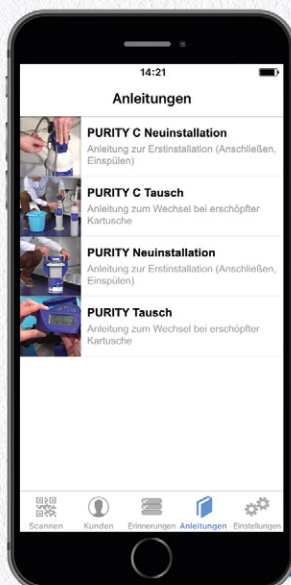 14:21
Anleitungen
PURITY C Neuinstallation
Anleitung zur Erstinstallation (Anschließen,
Einspülen)
PURITY C Tausch
Anleitung zum Wechsel bei erschöpfter
Kartusche
PURITY Neuinstallation
Anleitung zur Erstinstallation (Anschließen,
Einspülen)
PURITY Tausch
Anleitung zum Wechsel bei erschöpfter
Kartusche
Scannen Kunden Erinnerungen Anleitungen Einstellungen